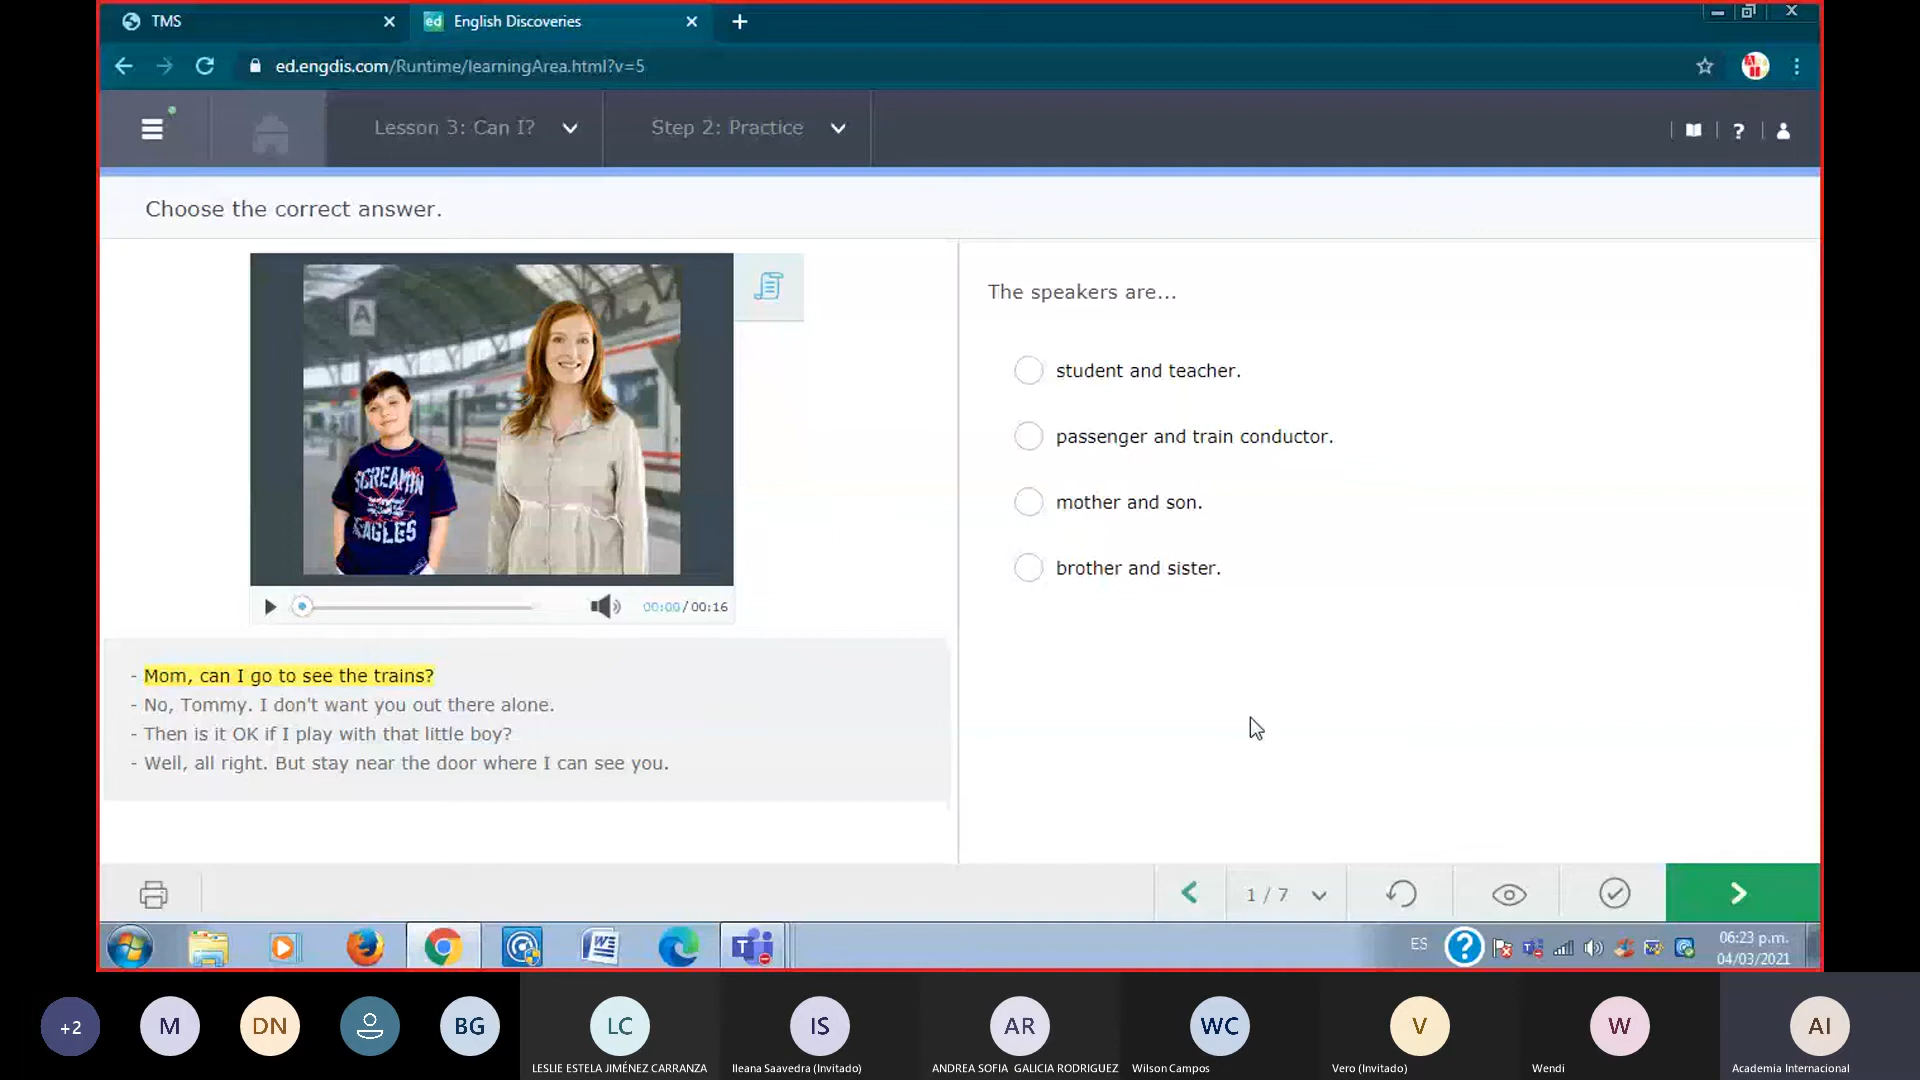 TMS
ed English Discoveries
ed.engdis.com/Runtime/learningArea.html?v=5
Lesson 3: Can I?
Step 2: Practice
?
Choose the correct answer.
A
SCREAMIN
EAGLES
00:00/00:16
The speakers are...
student and teacher.
passenger and train conductor.
mother and son.
brother and sister.
- Mom, can I go to see the trains?
- No, Tommy. I don't want you out there alone.
- Then is it OK if I play with that little boy?
- Well, all right. But stay near the door where I can see you.
1 / 7
ES
?
06:23 p.m.
04/03/2021
+2
M
DN
BG
LC
IS
AR
WC
V
W
AI
LESLIE ESTELA JIMÉNEZ CARRANZA
Ileana Saavedra (Invitado)
ANDREA SOFIA GALICIA RODRIGUEZ
Wilson Campos
Vero (Invitado)
Wendi
Academia Internacional